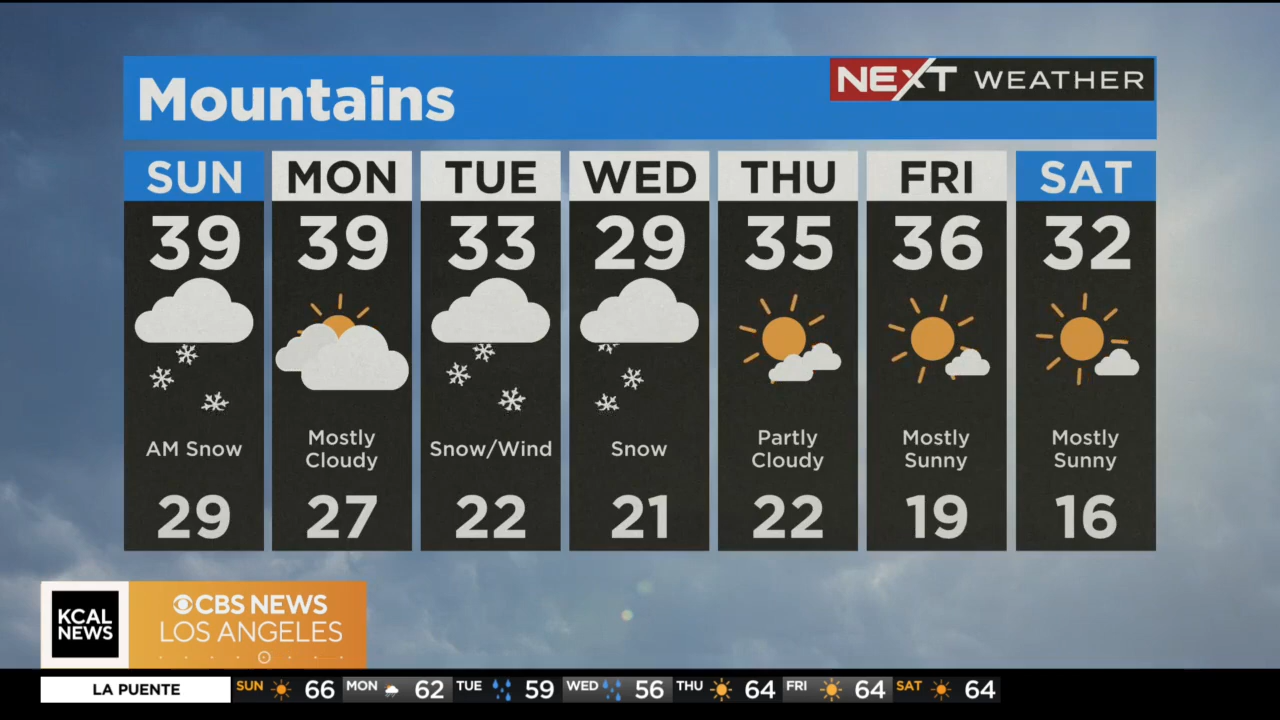 Mountains
NEXT WEATHER
SUN MON TUE WED THU FRI SAT
39 39 33 29 35 36 32
AM Snow
Mostly
Cloudy
Snow/Wind
Snow
Partly
Cloudy
Mostly
Sunny
Mostly
Sunny
29 27 22 21 22 19 16
KCAL
NEWS
CBS NEWS
LOS ANGELES
LA PUENTE SUN 66 MON 62 TUE 59 WED 56 THU 64 FRI 64 SAT 64